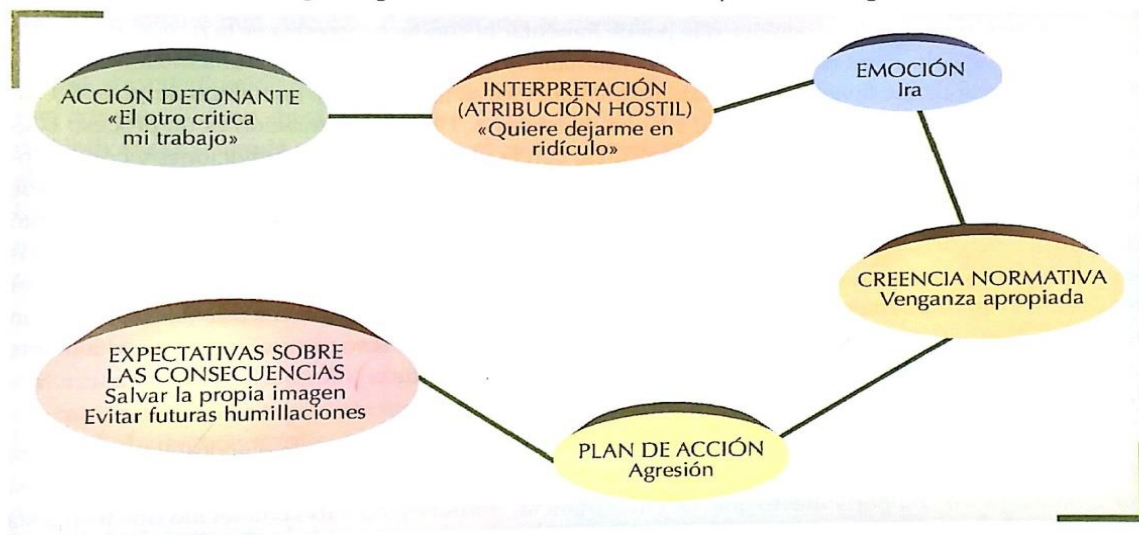 ACCIÓN DETONANTE
«El otro critica
mi trabajo»
INTERPRETACIÓN
(ATRIBUCIÓN HOSTIL)
«Quiere dejarme en
ridículo»
EMOCIÓN
Ira
CREENCIA NORMATIVA
Venganza apropiada
PLAN DE ACCIÓN
Agresión
EXPECTATIVAS SOBRE
LAS CONSECUENCIAS
Salvar la propia imagen
Evitar futuras humillaciones